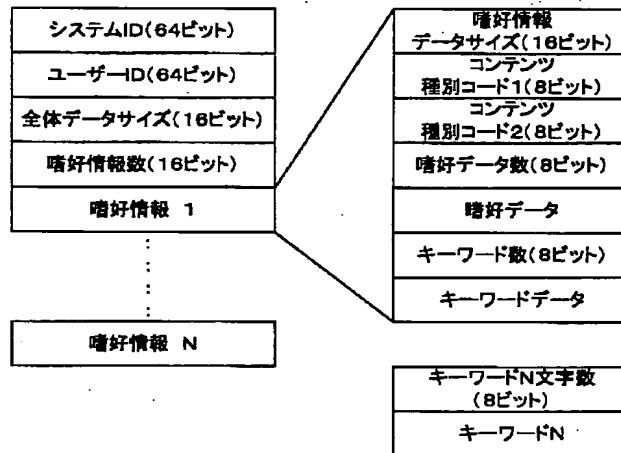 システムID(64ビット)
ユーザーID(64ビット)
全体データサイズ(16ビット)
嗜好情報数(16ビット)
嗜好情報 1
嗜好情報 N
嗜好情報
データサイズ(16ビット)
コンテンツ
種別コード1(8ビット)
コンテンツ
種別コード2(8ビット)
嗜好データ数(8ビット)
嗜好データ
キーワード数(8ビット)
キーワードデータ
キーワードN文字数
(8ビット)
キーワードN